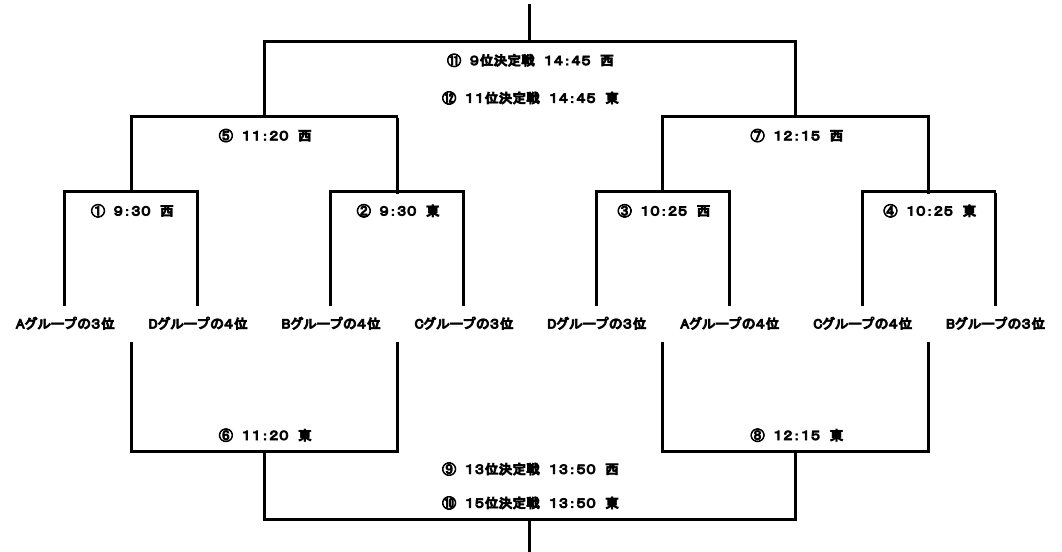 ⑪ 9位決定戦 14:45 西
⑫ 11位決定戦 14:45 東
⑤ 11:20 西
⑦ 12:15 西
① 9:30 西
② 9:30 東
③ 10:25 西
④ 10:25 東
Aグループの3位
Dグループの4位
Bグループの4位
Cグループの3位
Dグループの3位
Aグループの4位
Cグループの4位
Bグループの3位
⑥ 11:20 東
⑧ 12:15 東
⑨ 13位決定戦 13:50 西
⑩ 15位決定戦 13:50 東